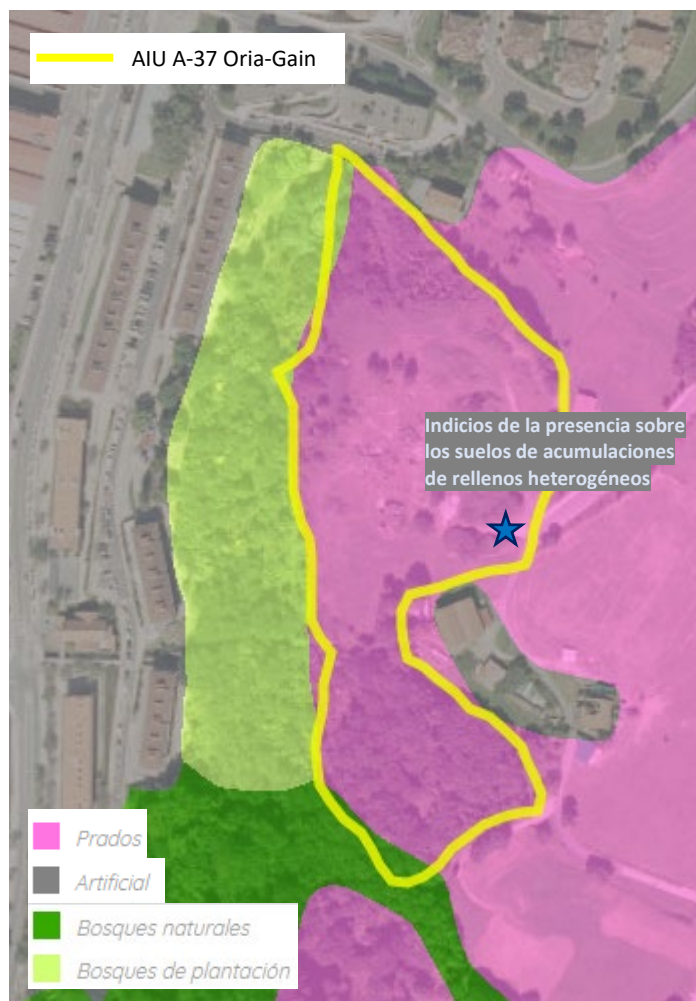 AIU A-37 Oria-Gain
Indicios de la presencia sobre
los suelos de acumulaciones
de rellenos heterogéneos
Prados
Artificial
Bosques naturales
Bosques de plantación